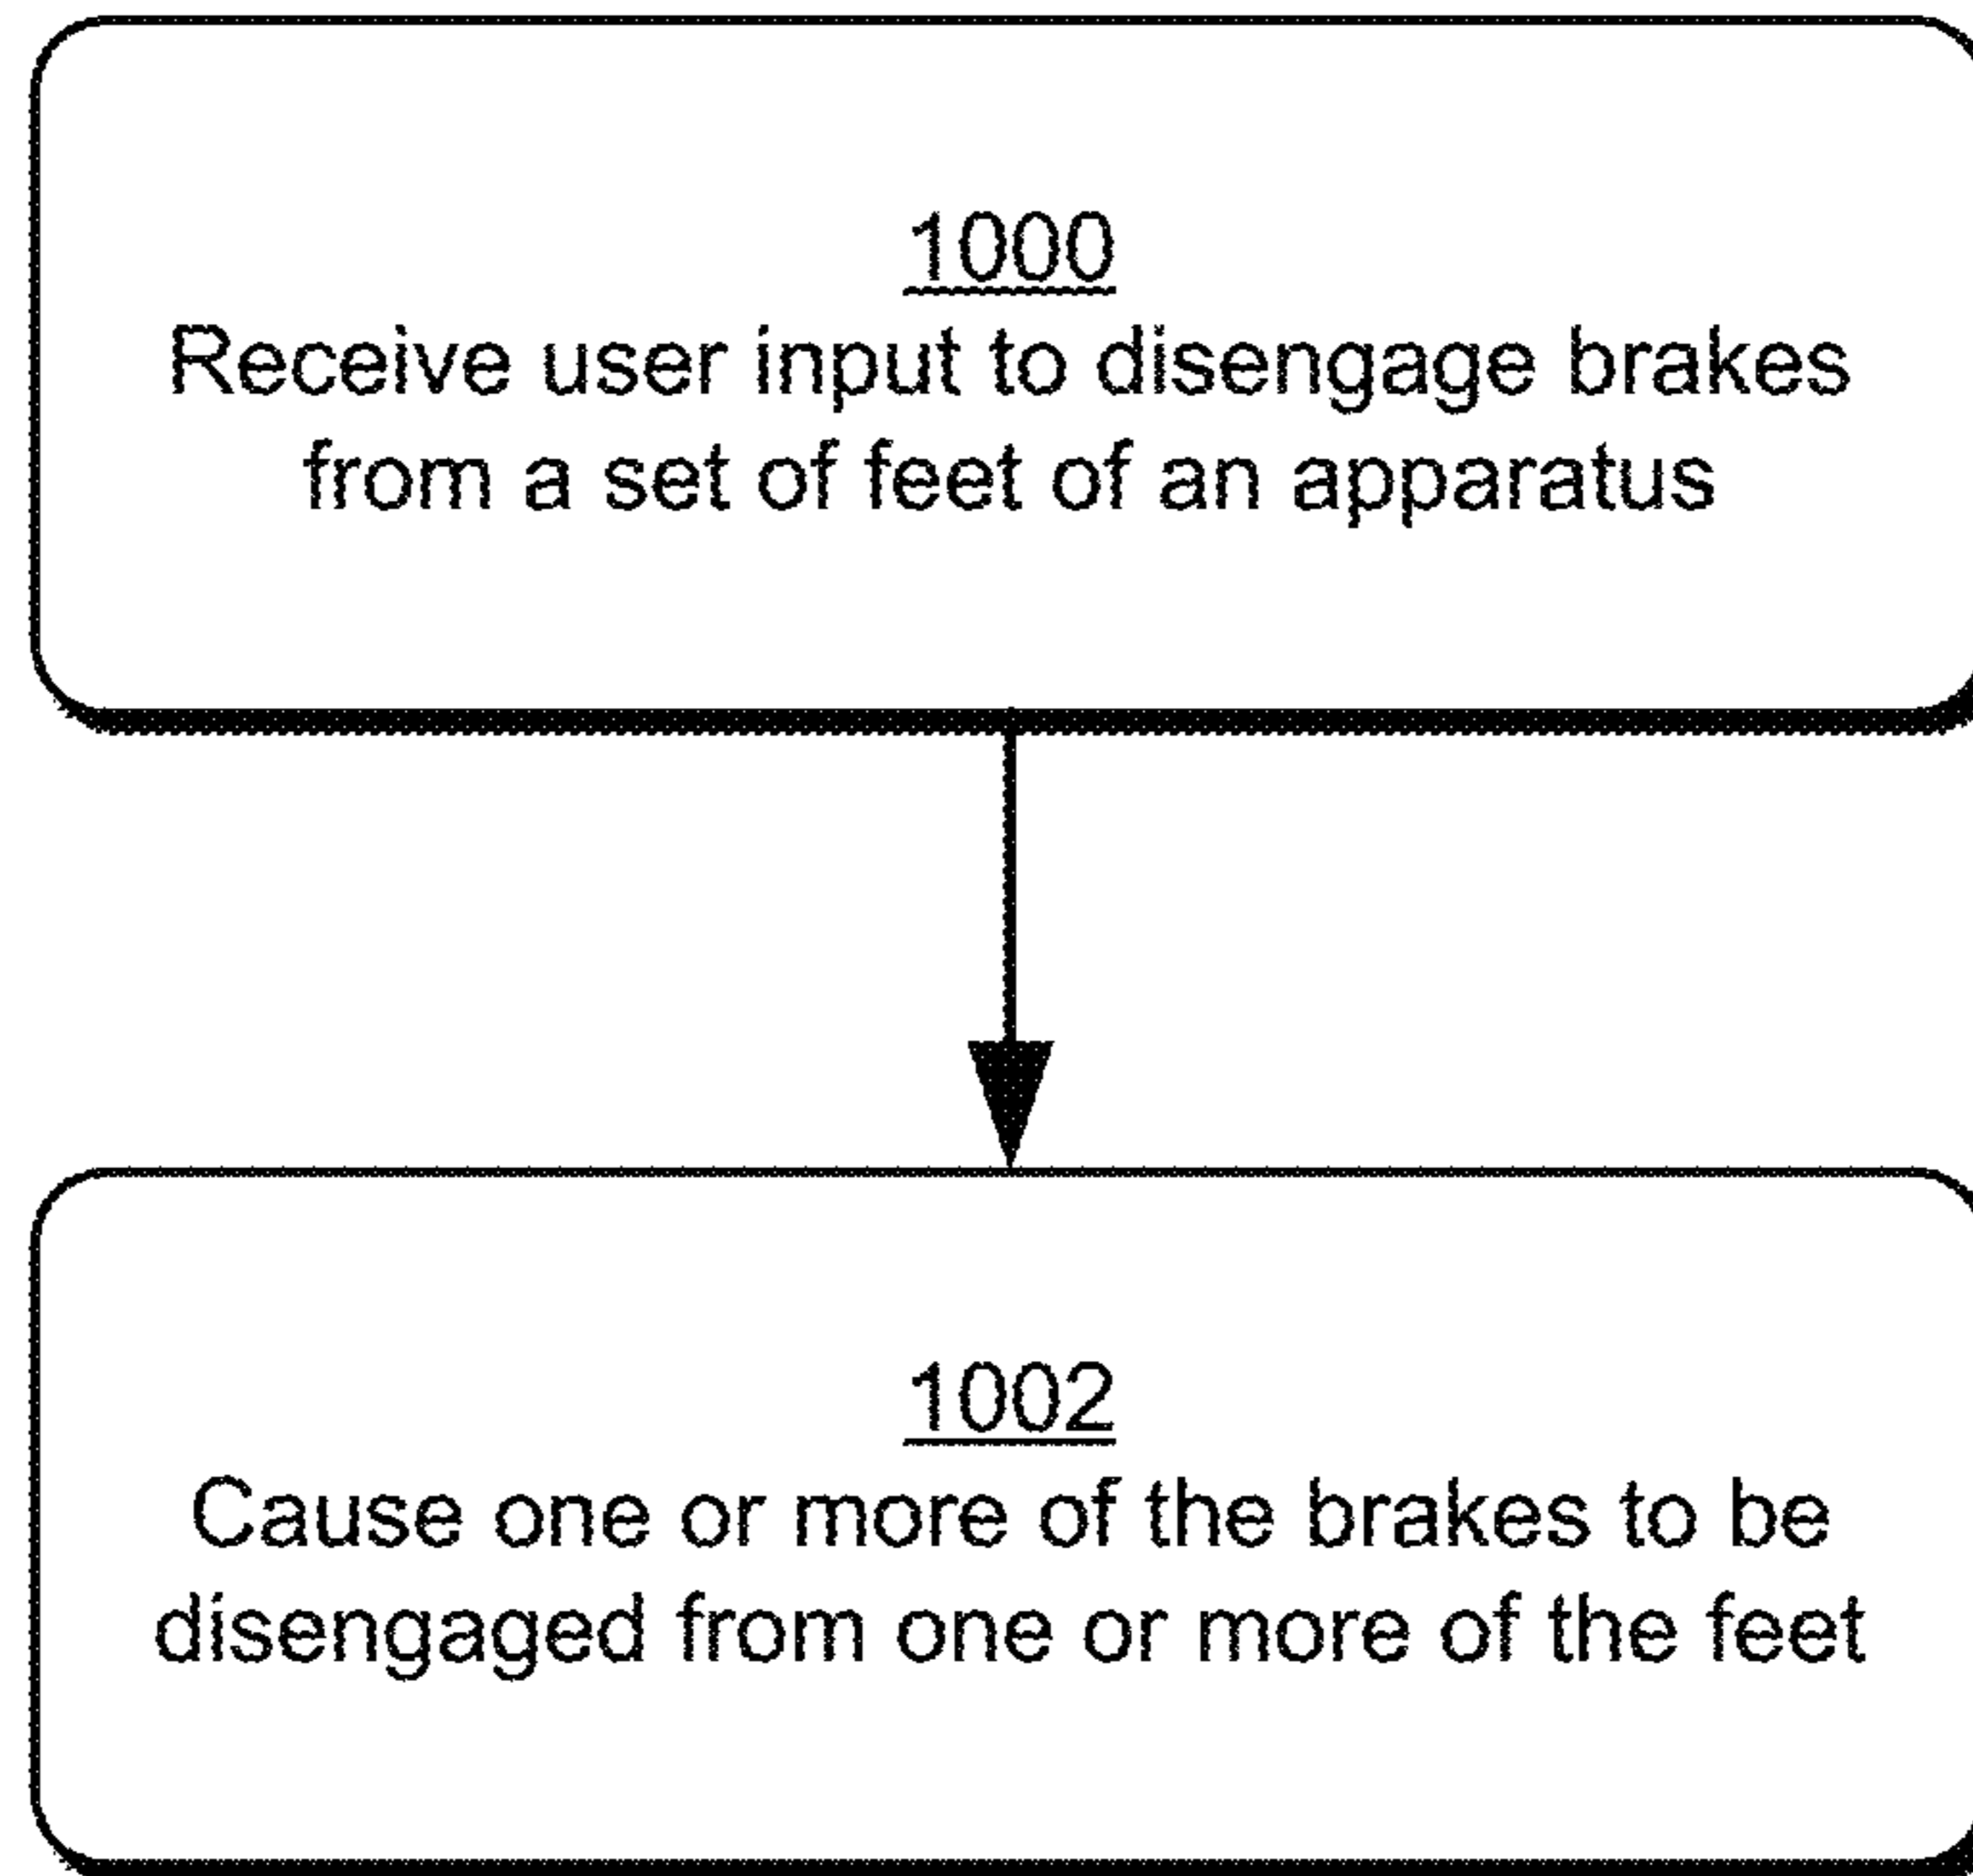 1000
Receive user input to disengage brakes
from a set of feet of an apparatus
1002
Cause one or more of the brakes to be
disengaged from one or more of the feet